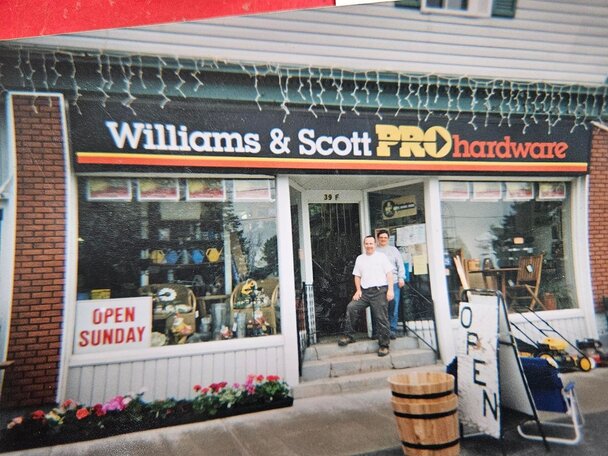 Williams & Scott PRO hardware
39 F
OPEN
SUNDAY
OPEN